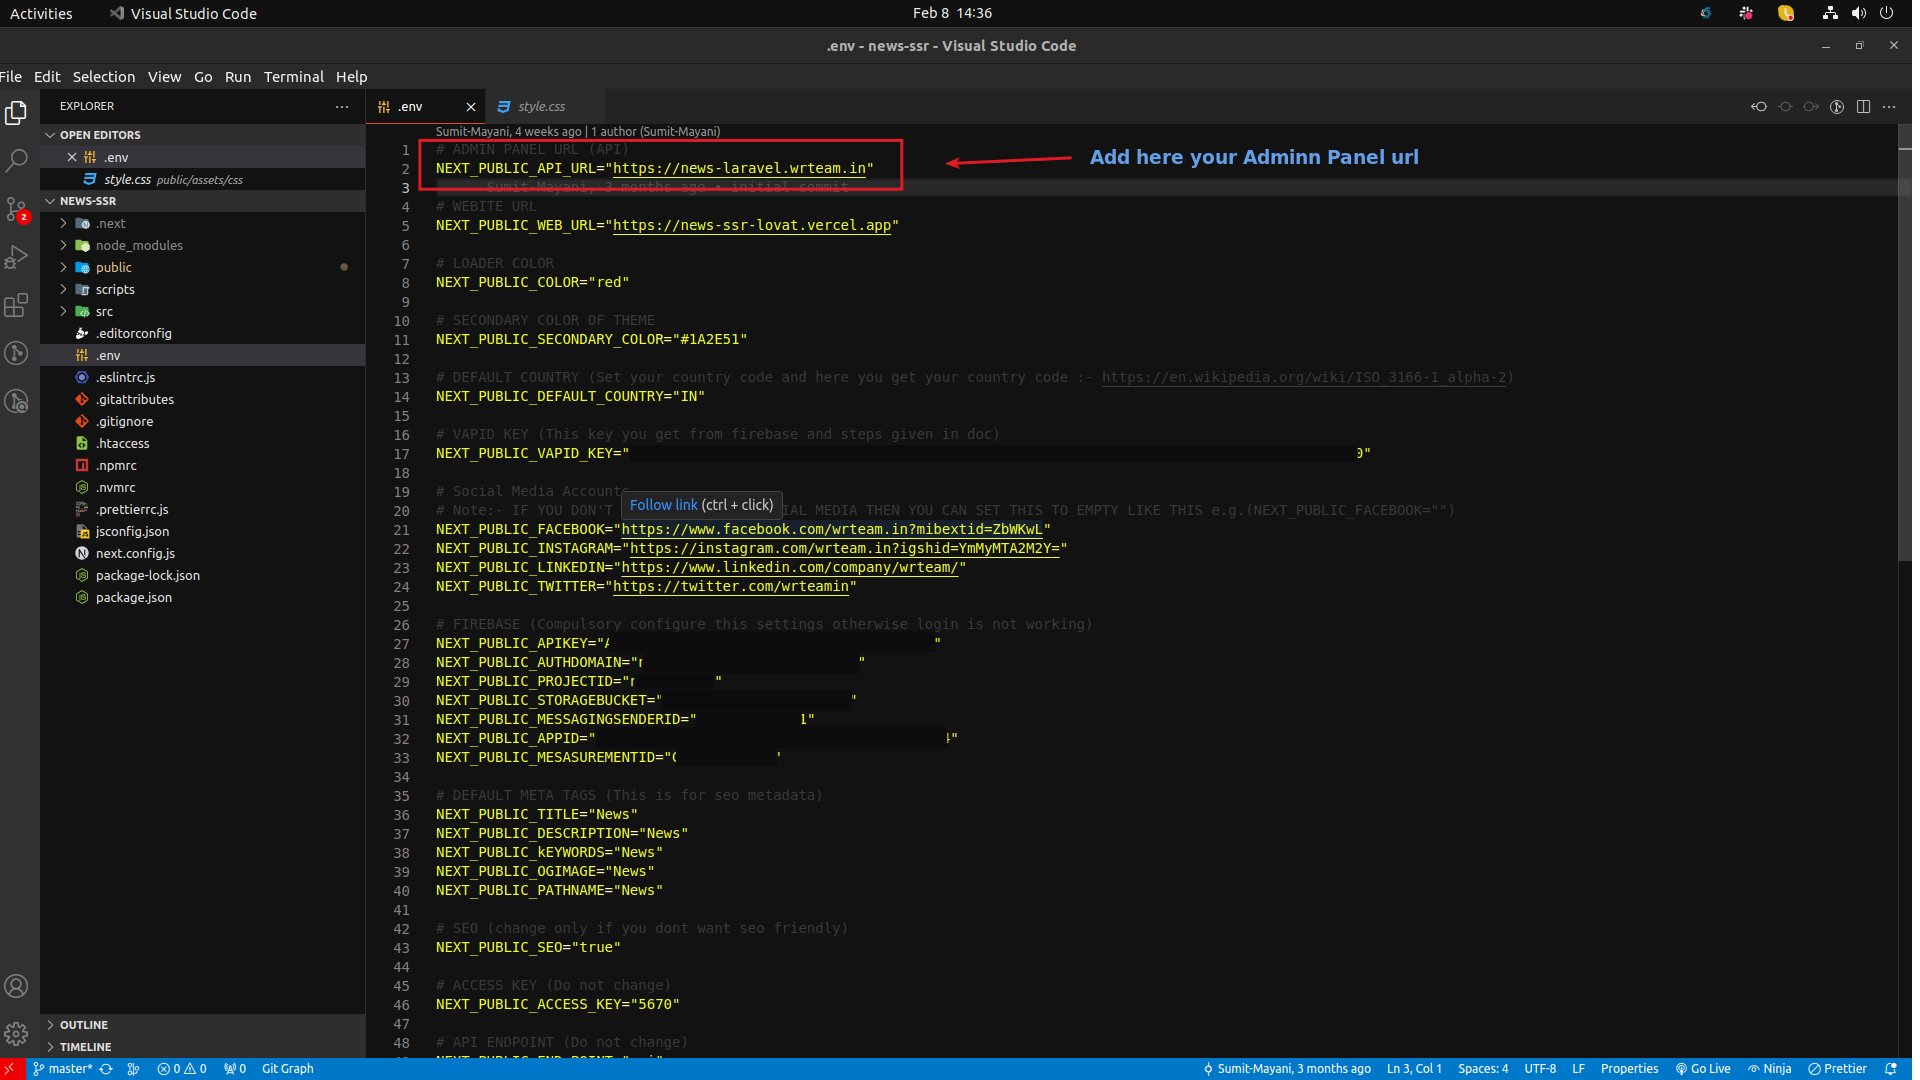 Activities
Visual Studio Code
Feb 8 14:36
.env - news-ssr - Visual Studio Code
File Edit Selection View Go Run Terminal Help
EXPLORER
OPEN EDITORS
.env
style.css public/assets/css
NEWS-SSR
.next
node_modules
public
scripts
src
.editorconfig
.env
.eslintrc.js
.gitattributes
.gitignore
.htaccess
.npmrc
.nvmrc
.prettierrc.js
jsconfig.json
next.config.js
package-lock.json
package.json
OUTLINE
TIMELINE
2
.env
style.css
Sumit-Mayani, 4 weeks ago | 1 author (Sumit-Mayani)
1 # ADMIN PANEL URL (API)
2 NEXT_PUBLIC_API_URL="https://news-laravel.wrteam.in"
Add here your Adminn Panel url
3 Sumit-Mayani, 3 months ago • initial commit
4 # WEBITE URL
5 NEXT_PUBLIC_WEB_URL="https://news-ssr-lovat.vercel.app"
6
7 # LOADER COLOR
8 NEXT_PUBLIC_COLOR="red"
9
10 # SECONDARY COLOR OF THEME
11 NEXT_PUBLIC_SECONDARY_COLOR="#1A2E51"
12
13 # DEFAULT COUNTRY (Set your country code and here you get your country code :- https://en.wikipedia.org/wiki/ISO_3166-1_alpha-2)
14 NEXT_PUBLIC_DEFAULT_COUNTRY="IN"
15
16 # VAPID KEY (This key you get from firebase and steps given in doc)
17 NEXT_PUBLIC_VAPID_KEY=" 0"
18
19 # Social Media Accounts
Follow link (ctrl + click)
20 # Note:- IF YOU DON'T IAL MEDIA THEN YOU CAN SET THIS TO EMPTY LIKE THIS e.g.(NEXT_PUBLIC_FACEBOOK="")
21 NEXT_PUBLIC_FACEBOOK="https://www.facebook.com/wrteam.in?mibextid=ZbWKwL"
22 NEXT_PUBLIC_INSTAGRAM="https://instagram.com/wrteam.in?igshid=YmMyMTA2M2Y="
23 NEXT_PUBLIC_LINKEDIN="https://www.linkedin.com/company/wrteam/"
24 NEXT_PUBLIC_TWITTER="https://twitter.com/wrteamin"
25
26 # FIREBASE (Compulsory configure this settings otherwise login is not working)
27 NEXT_PUBLIC_APIKEY="A "
28 NEXT_PUBLIC_AUTHDOMAIN=" "
29 NEXT_PUBLIC_PROJECTID=" "
30 NEXT_PUBLIC_STORAGEBUCKET=" "
31 NEXT_PUBLIC_MESSAGINGSENDERID=" 1"
32 NEXT_PUBLIC_APPID=" 4"
33 NEXT_PUBLIC_MESASUREMENTID=" "
34
35 # DEFAULT META TAGS (This is for seo metadata)
36 NEXT_PUBLIC_TITLE="News"
37 NEXT_PUBLIC_DESCRIPTION="News"
38 NEXT_PUBLIC_kEYWORDS="News"
39 NEXT_PUBLIC_OGIMAGE="News"
40 NEXT_PUBLIC_PATHNAME="News"
41
42 # SEO (change only if you dont want seo friendly)
43 NEXT_PUBLIC_SEO="true"
44
45 # ACCESS KEY (Do not change)
46 NEXT_PUBLIC_ACCESS_KEY="5670"
47
48 # API ENDPOINT (Do not change)
master* 0 0 0 Git Graph
Sumit-Mayani, 3 months ago Ln 3, Col 1 Spaces: 4 UTF-8 LF Properties Go Live Ninja Prettier